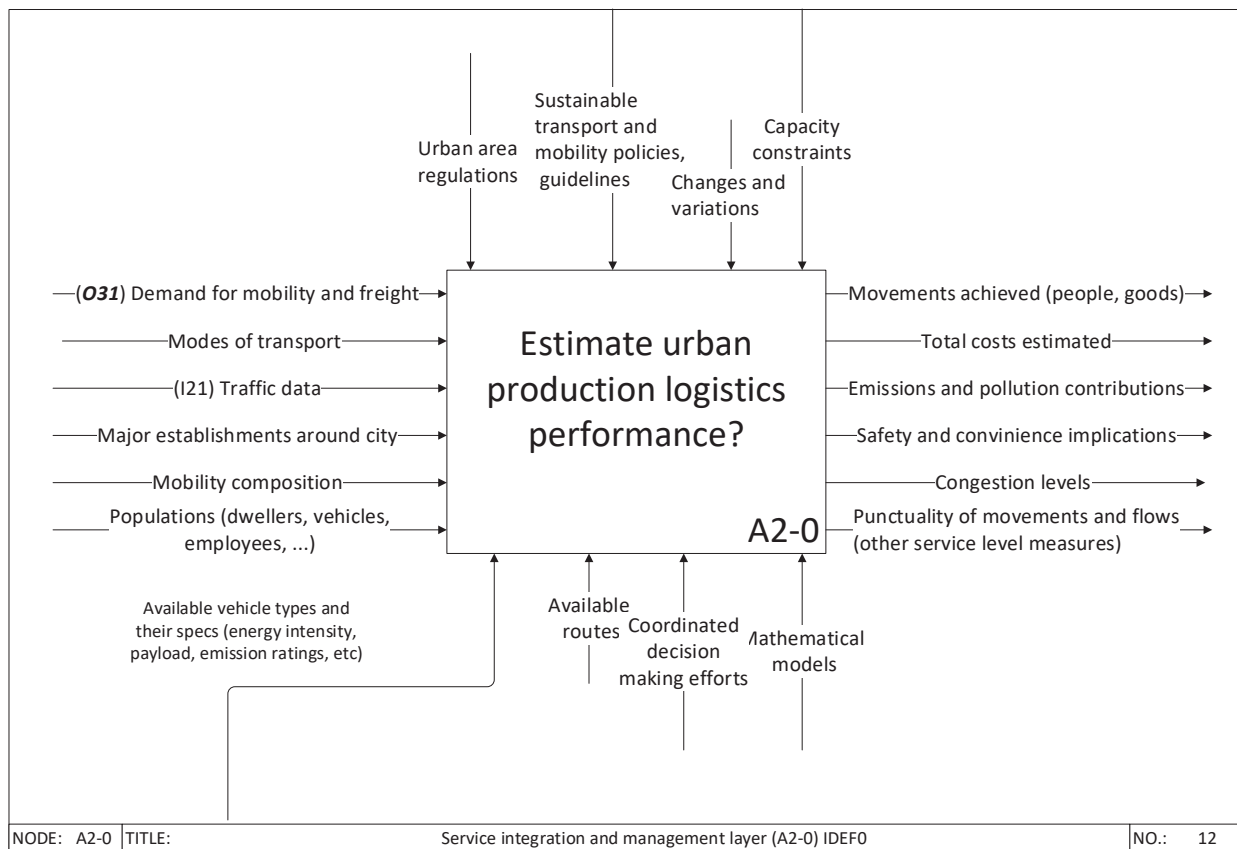 Urban area
regulations
Sustainable
transport and
mobility policies,
guidelines
Changes and
variations
Capacity
constraints
(O31) Demand for mobility and freight
Modes of transport
(I21) Traffic data
Major establishments around city
Mobility composition
Populations (dwellers, vehicles,
employees, ...)
Estimate urban
production logistics
performance?
A2-0
Movements achieved (people, goods)
Total costs estimated
Emissions and pollution contributions
Safety and convinience implications
Congestion levels
Punctuality of movements and flows
(other service level measures)
Available vehicle types and
their specs (energy intensity,
payload, emission ratings, etc)
Available
routes
Coordinated
decision
making efforts
Mathematical
models
NODE: A2-0 TITLE: Service integration and management layer (A2-0) IDEF0 NO.: 12